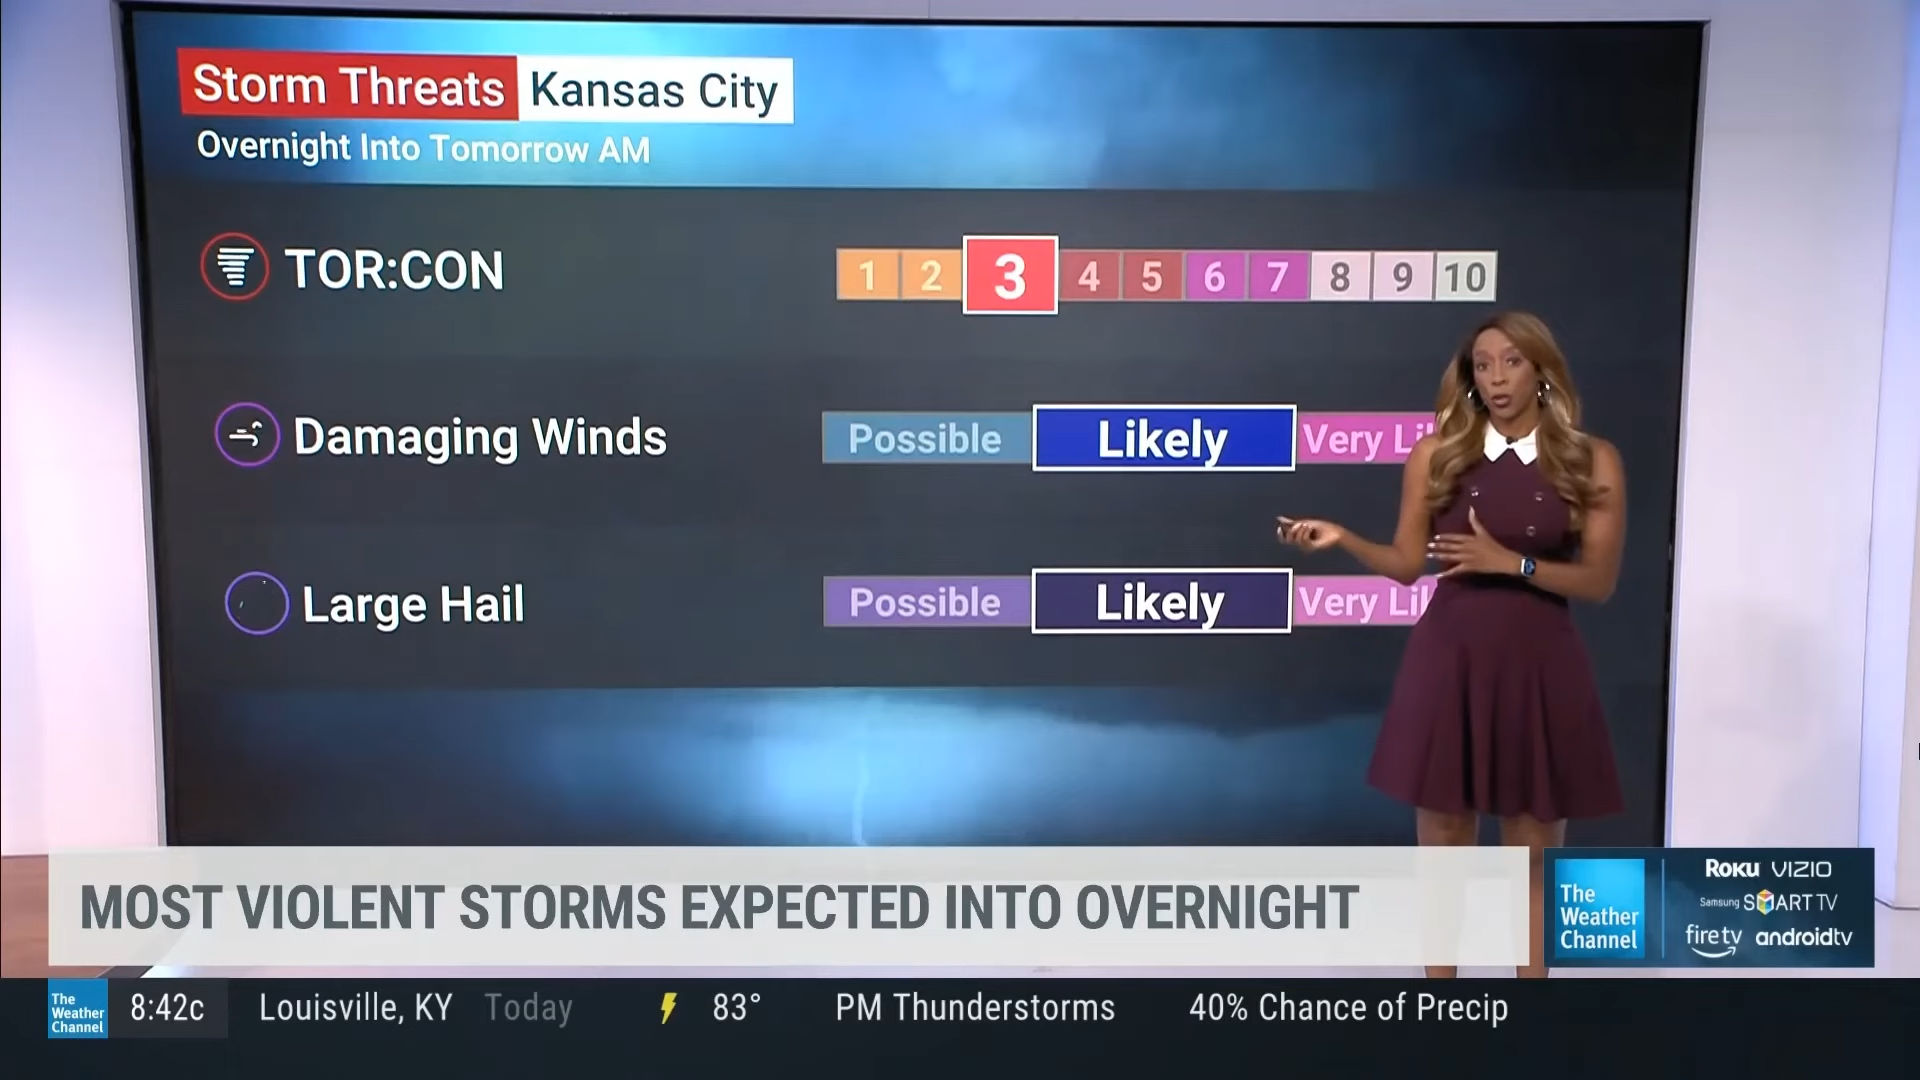 Storm Threats Kansas City
Overnight Into Tomorrow AM
TOR:CON 1 2 3 4 5 6 7 8 9 10
Damaging Winds Possible Likely Very
Large Hail Possible Likely Very
MOST VIOLENT STORMS EXPECTED INTO OVERNIGHT
The Weather Channel
ROKU VIZIO
Samsung SMART TV
fire tv androidtv
The Weather Channel 8:42c Louisville, KY Today 83° PM Thunderstorms 40% Chance of Precip